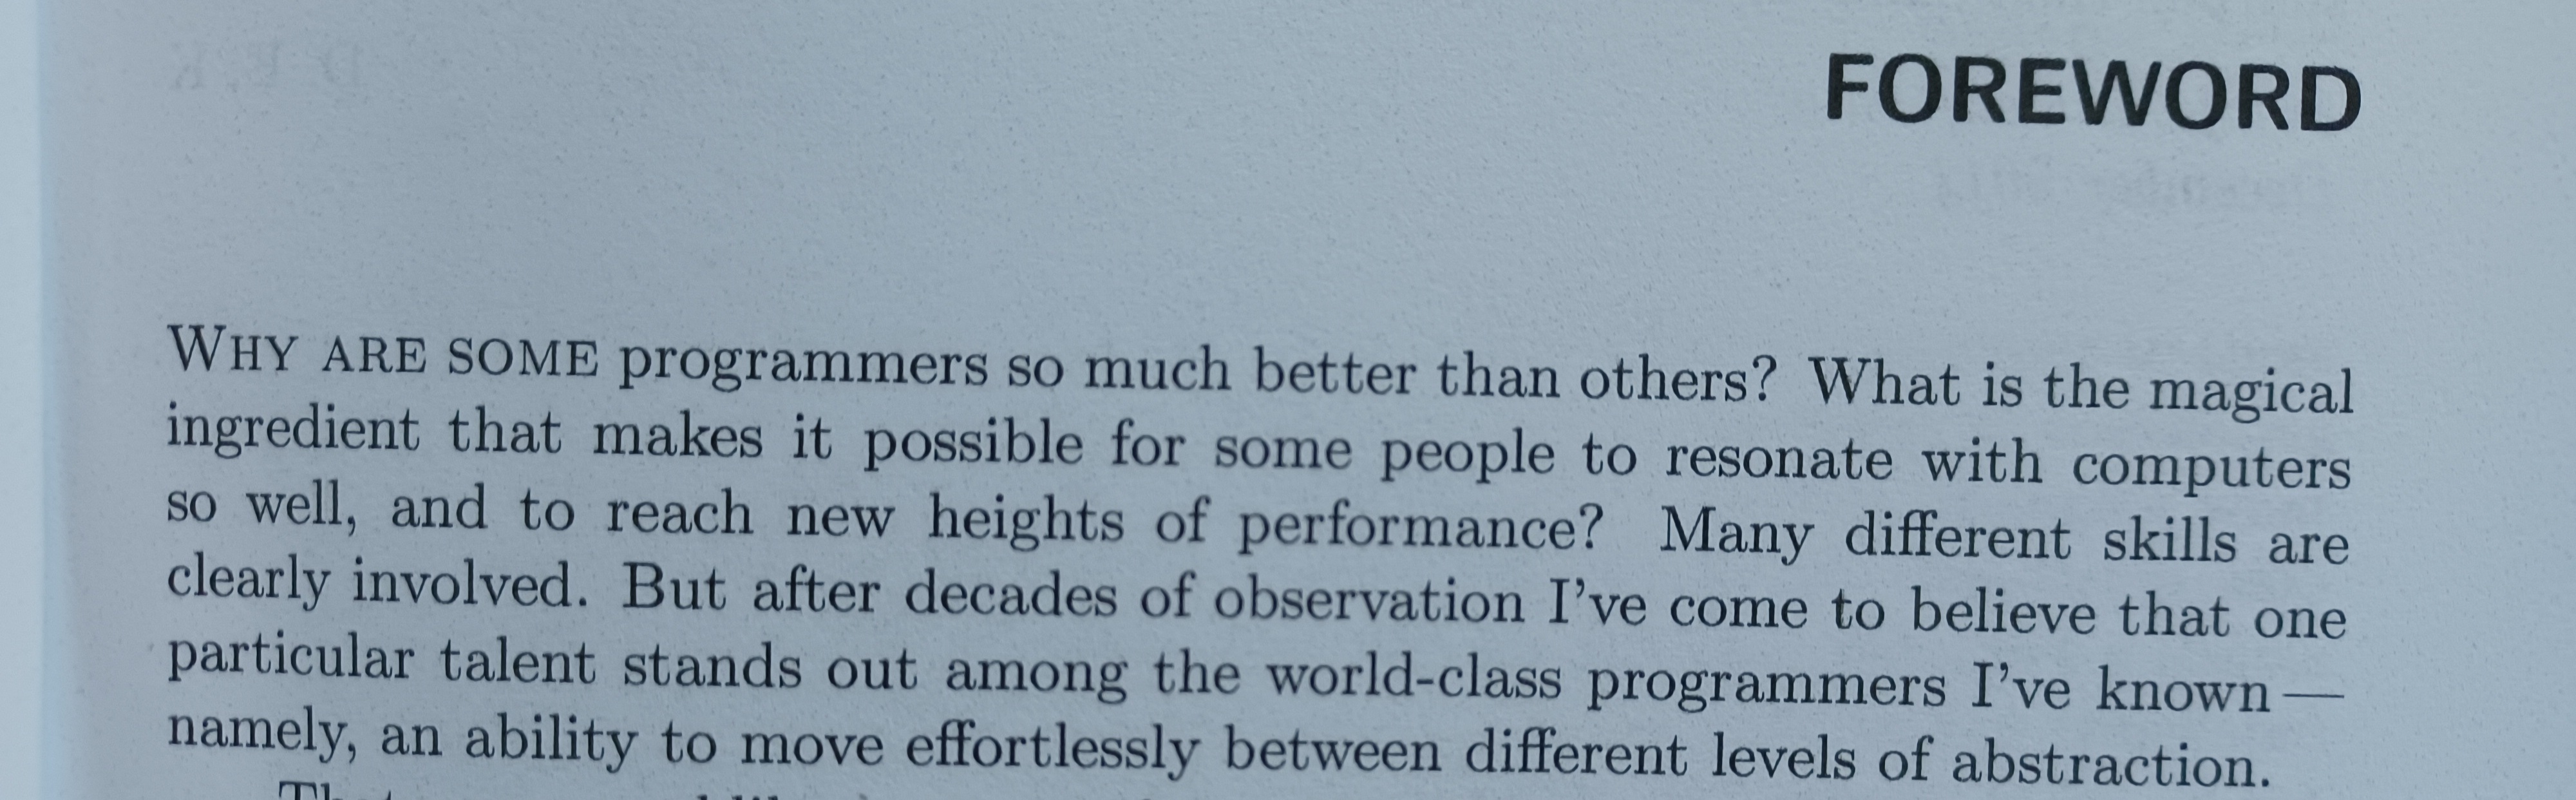 FOREWORD
WHY ARE SOME programmers so much better than others? What is the magical
ingredient that makes it possible for some people to resonate with computers
so well, and to reach new heights of performance? Many different skills are
clearly involved. But after decades of observation I've come to believe that one
particular talent stands out among the world-class programmers I've known—
namely, an ability to move effortlessly between different levels of abstraction.